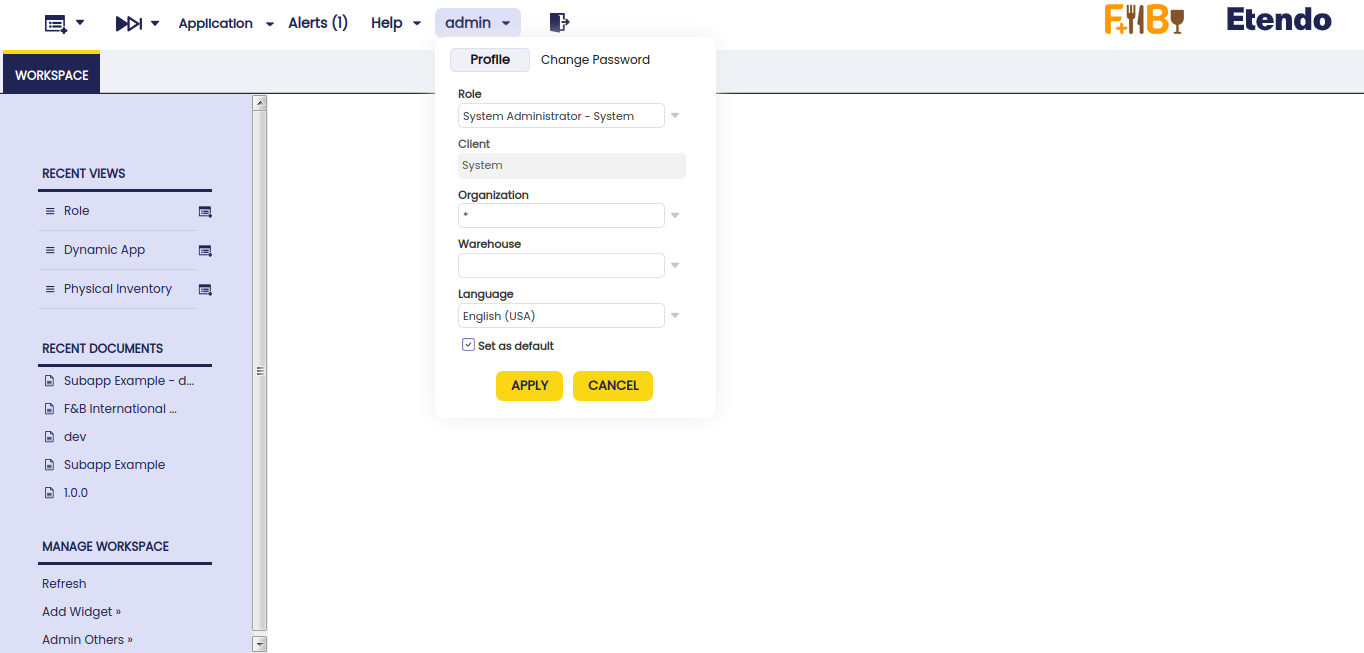 Application
Alerts (1)
Help
admin
F&B
Etendo
WORKSPACE
Profile
Change Password
Role
System Administrator - System
Client
System
Organization
*
Warehouse
Language
English (USA)
Set as default
APPLY
CANCEL
RECENT VIEWS
Role
Dynamic App
Physical Inventory
RECENT DOCUMENTS
Subapp Example - d...
F&B International ...
dev
Subapp Example
1.0.0
MANAGE WORKSPACE
Refresh
Add Widget »
Admin Others »